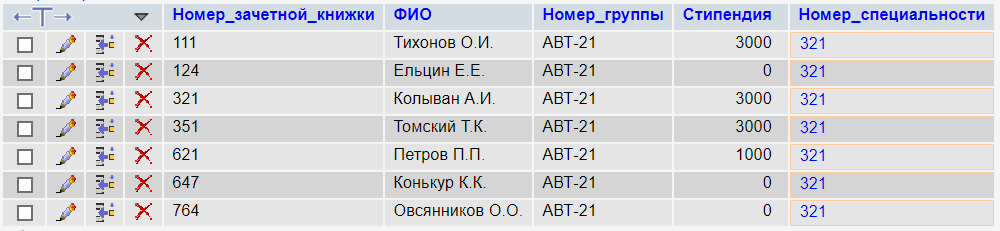 Номер_зачетной_книжки ФИО Номер_группы Стипендия Номер_специальности
111 Тихонов О.И. АВТ-21 3000 321
124 Ельцин Е.Е. АВТ-21 0 321
321 Колыван А.И. АВТ-21 3000 321
351 Томский Т.К. АВТ-21 3000 321
621 Петров П.П. АВТ-21 1000 321
647 Конькур К.К. АВТ-21 0 321
764 Овсянников О.О. АВТ-21 0 321